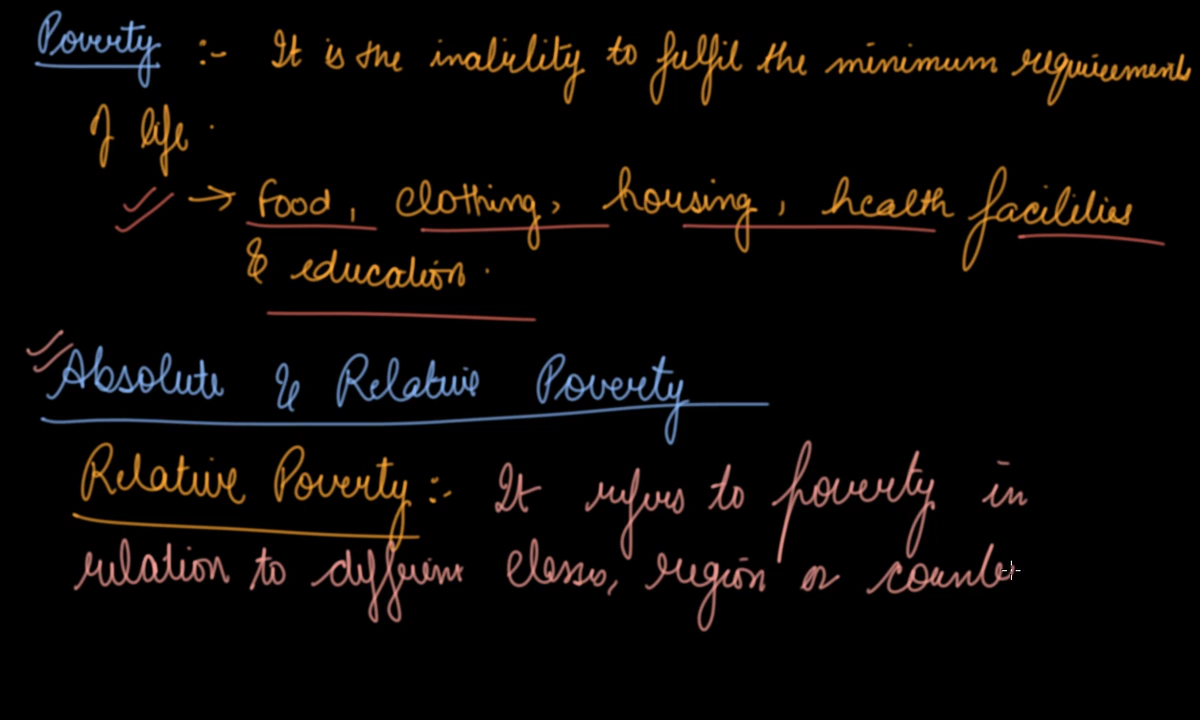 Poverty :- It is the inability to fulfil the minimum requirements
of life.
→ food, clothing, housing, health facilities
& education.
Absolute & Relative Poverty
Relative Poverty :- It refers to poverty in
relation to different classes, region or counte